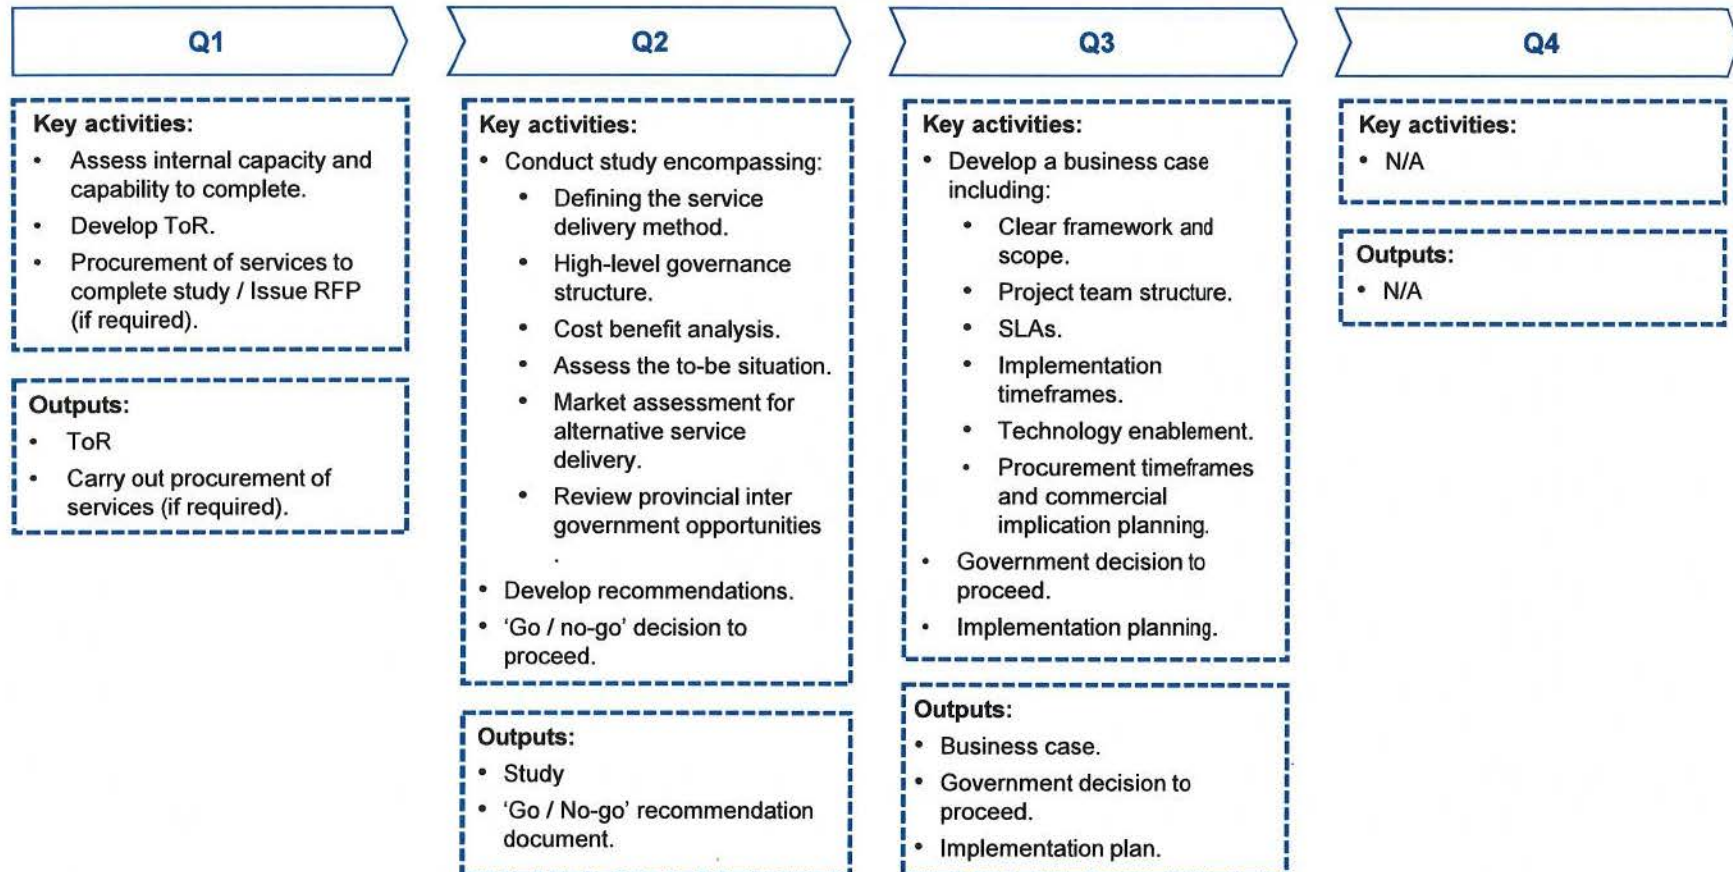 Q1
Key activities:
• Assess internal capacity and
capability to complete.
• Develop ToR.
• Procurement of services to
complete study / Issue RFP
(if required).
Outputs:
• ToR
• Carry out procurement of
services (if required).
Q2
Key activities:
• Conduct study encompassing:
• Defining the service
delivery method.
• High-level governance
structure.
• Cost benefit analysis.
• Assess the to-be situation.
• Market assessment for
alternative service
delivery.
• Review provincial inter
government opportunities
.
• Develop recommendations.
• ‘Go / no-go’ decision to
proceed.
Outputs:
• Study
• ‘Go / No-go’ recommendation
document.
Q3
Key activities:
• Develop a business case
including:
• Clear framework and
scope.
• Project team structure.
• SLAs.
• Implementation
timeframes.
• Technology enablement.
• Procurement timeframes
and commercial
implication planning.
• Government decision to
proceed.
• Implementation planning.
Outputs:
• Business case.
• Government decision to
proceed.
• Implementation plan.
Q4
Key activities:
• N/A
Outputs:
• N/A